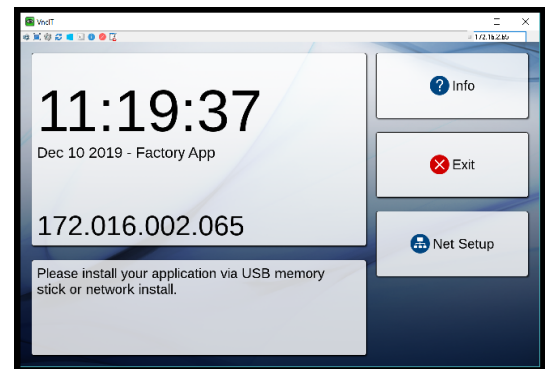 VncIT
172.16.2.65
11:19:37
Dec 10 2019 - Factory App
172.016.002.065
Please install your application via USB memory
stick or network install.
Info
Exit
Net Setup